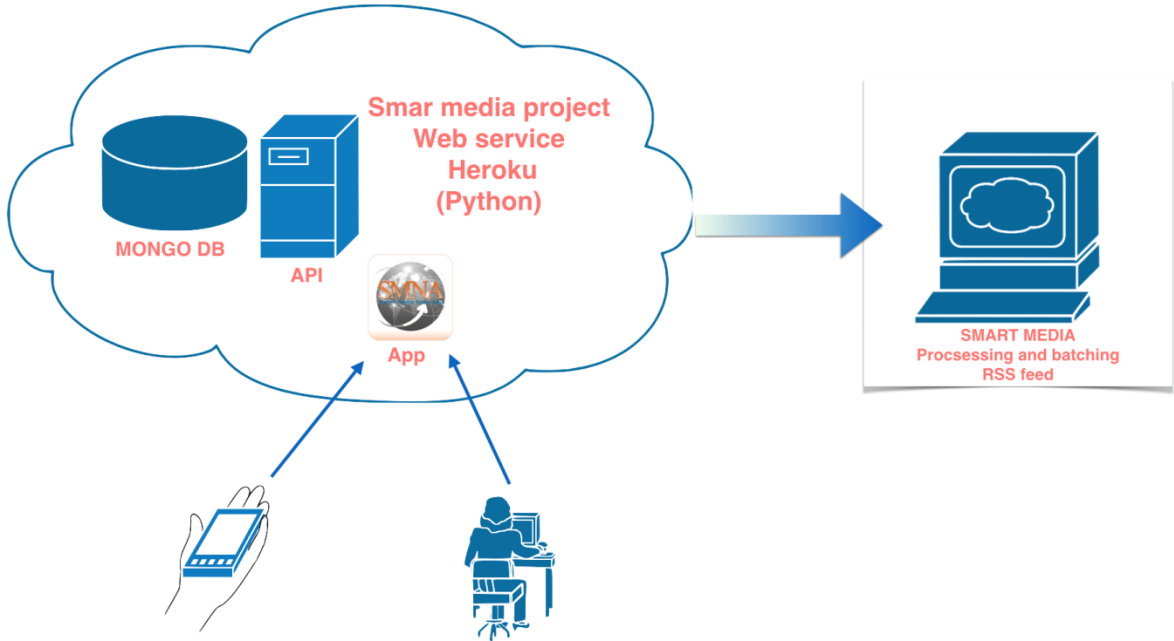 Smar media project
Web service
Heroku
(Python)
MONGO DB
API
SMNA
App
SMART MEDIA
Procsessing and batching
RSS feed